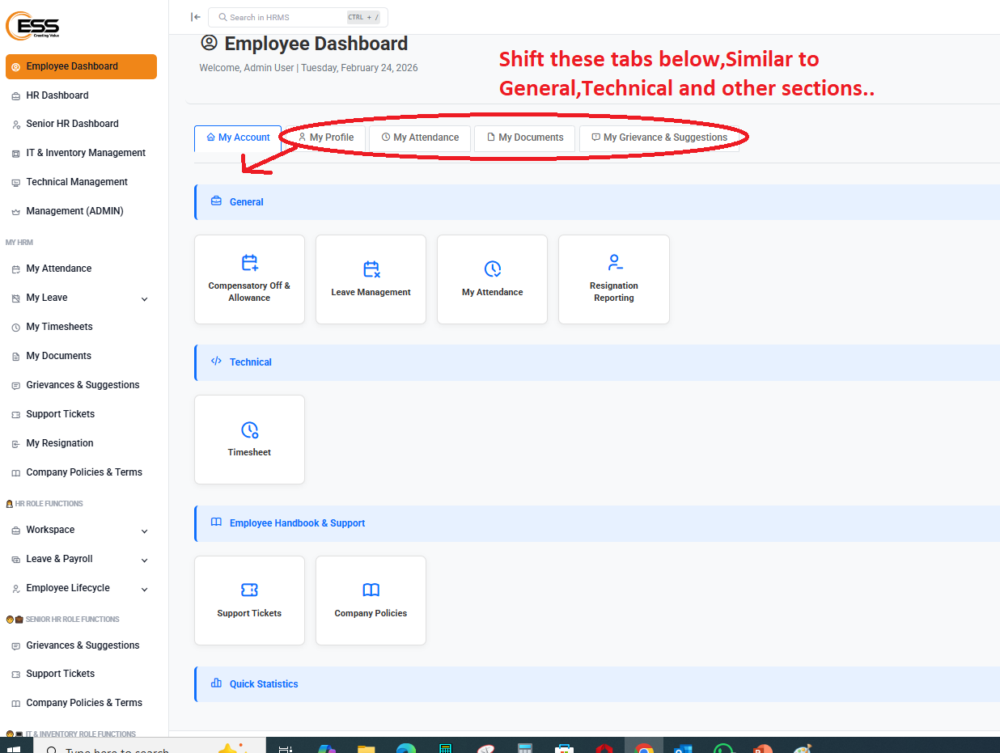 ESS
Creating Value
Search in HRMS
CTRL + /
Employee Dashboard
Welcome, Admin User | Tuesday, February 24, 2026
Shift these tabs below,Similar to
General,Technical and other sections..
Employee Dashboard
HR Dashboard
Senior HR Dashboard
IT & Inventory Management
Technical Management
Management (ADMIN)
MY HRM
My Attendance
My Leave
My Timesheets
My Documents
Grievances & Suggestions
Support Tickets
My Resignation
Company Policies & Terms
HR ROLE FUNCTIONS
Workspace
Leave & Payroll
Employee Lifecycle
SENIOR HR ROLE FUNCTIONS
Grievances & Suggestions
Support Tickets
Company Policies & Terms
IT & INVENTORY ROLE FUNCTIONS
My Account
My Profile
My Attendance
My Documents
My Grievance & Suggestions
General
Compensatory Off &
Allowance
Leave Management
My Attendance
Resignation
Reporting
Technical
Timesheet
Employee Handbook & Support
Support Tickets
Company Policies
Quick Statistics
Type here to search